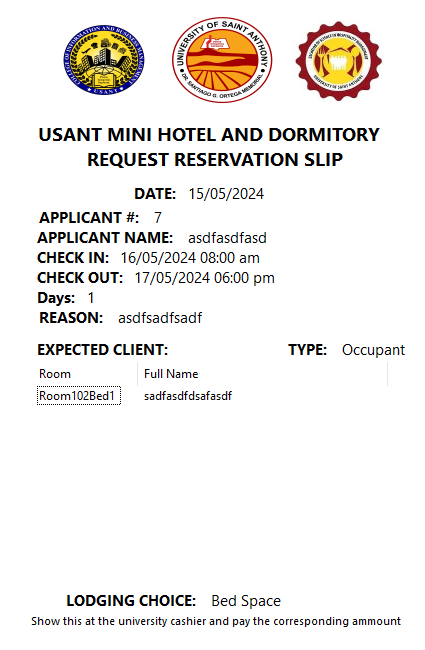 UNIVERSITY OF SAINT ANTHONY
DR. SANTIAGO G. ORTEGA MEMORIAL
USANT
USANT MINI HOTEL AND DORMITORY
REQUEST RESERVATION SLIP
DATE: 15/05/2024
APPLICANT #: 7
APPLICANT NAME: asdfasdfasd
CHECK IN: 16/05/2024 08:00 am
CHECK OUT: 17/05/2024 06:00 pm
Days: 1
REASON: asdfsadfsadf
EXPECTED CLIENT: TYPE: Occupant
Room Full Name
Room102Bed1 sadfasdfdsafasdf
LODGING CHOICE: Bed Space
Show this at the university cashier and pay the corresponding ammount